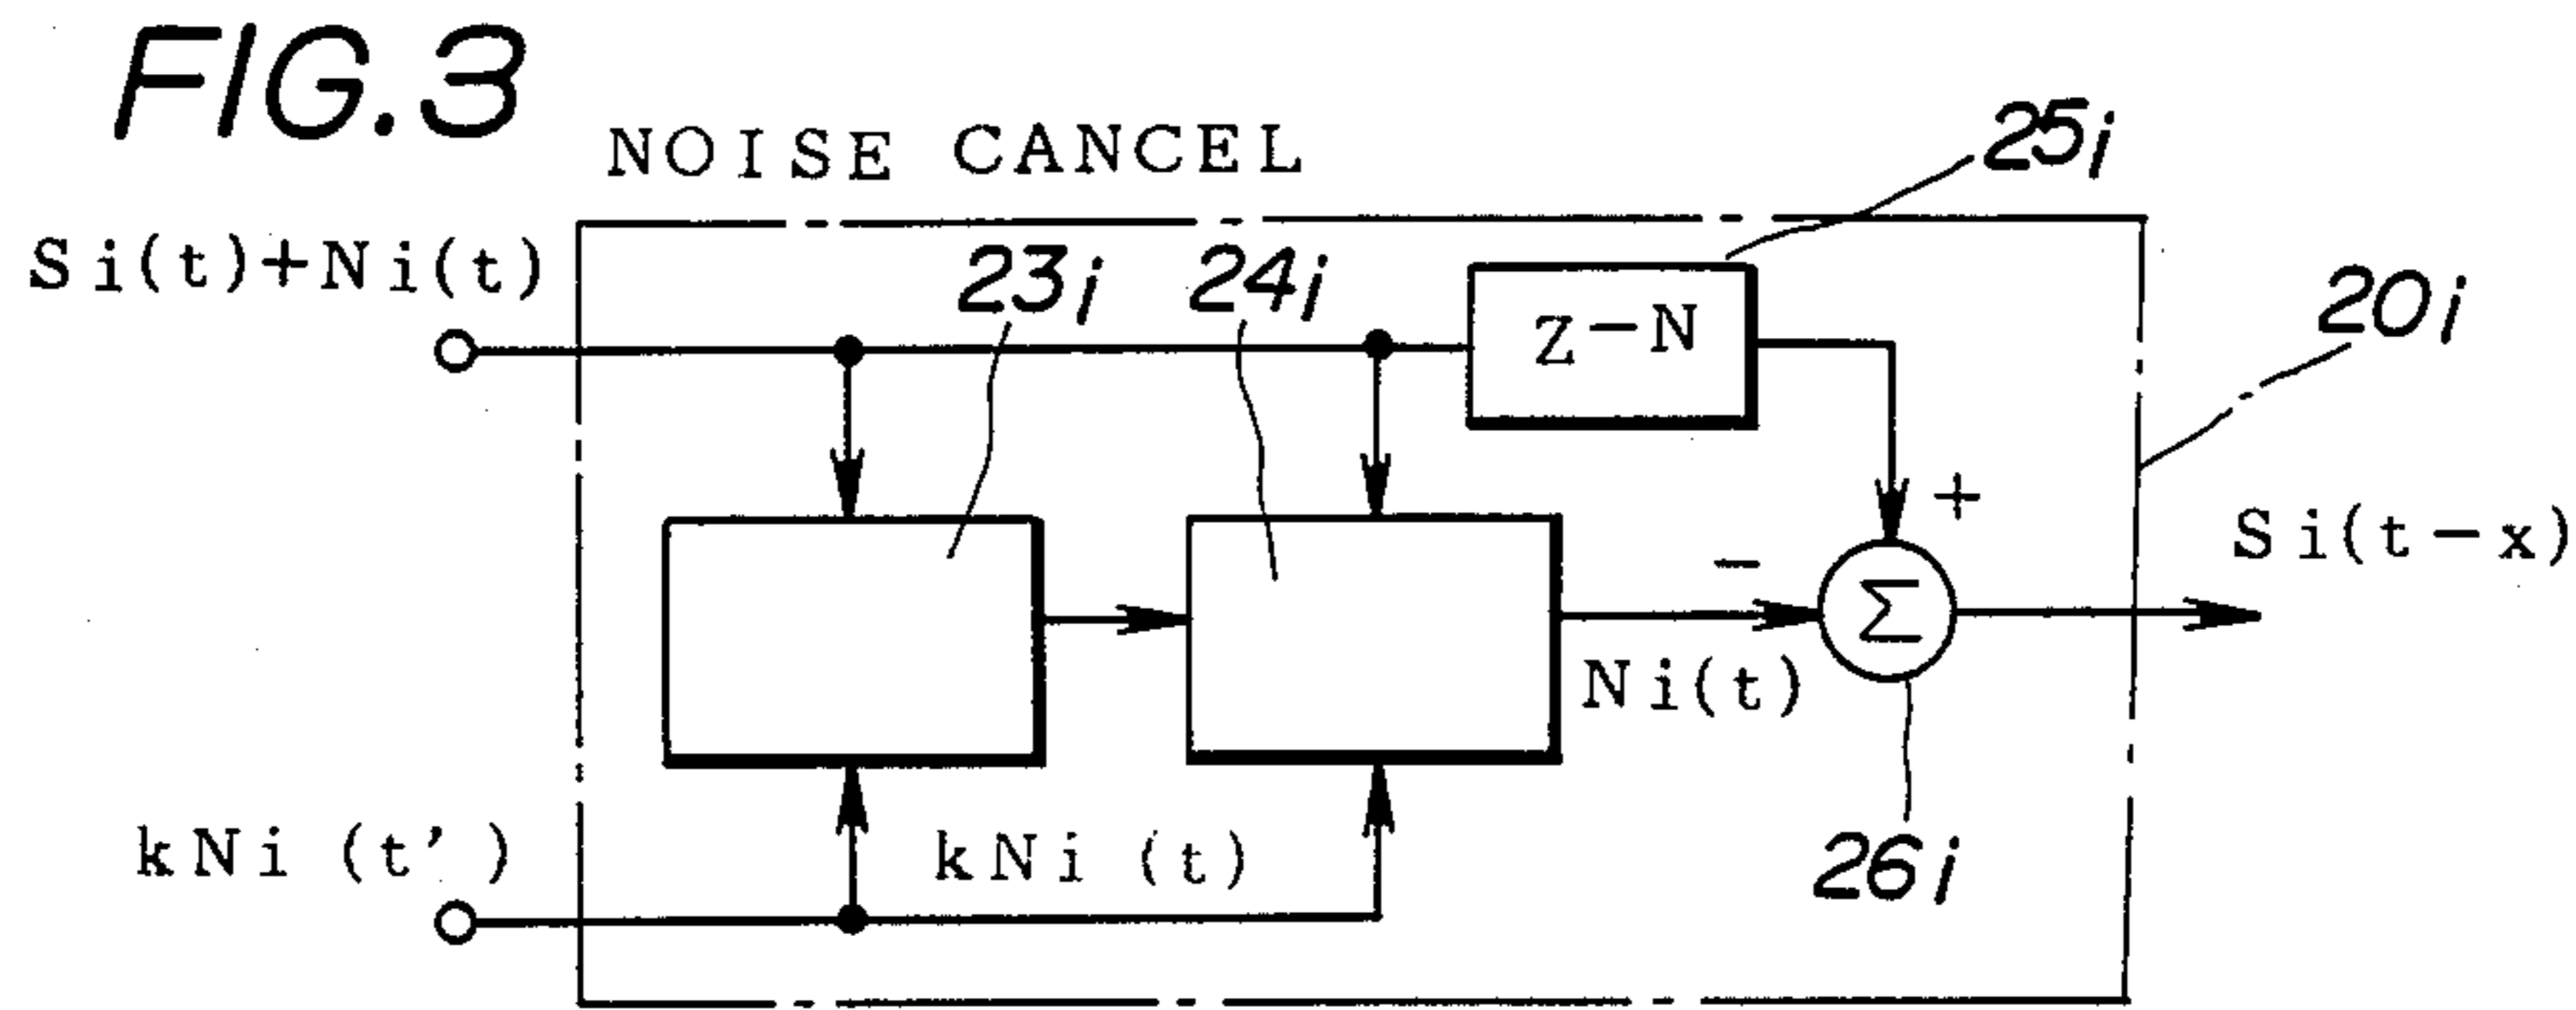 FIG.3
NOISE CANCEL
25i
Si(t)+Ni(t)
23i
24i
20i
Z-N
+
Si(t-x)
-
Σ
Ni(t)
kNi (t')
kNi (t)
26i